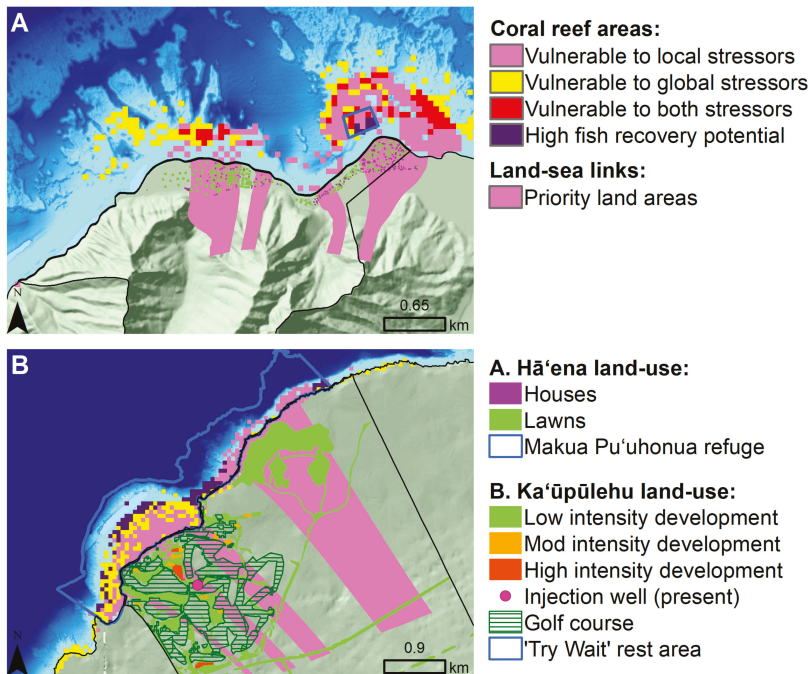 A
Coral reef areas:
Vulnerable to local stressors
Vulnerable to global stressors
Vulnerable to both stressors
High fish recovery potential
Land-sea links:
Priority land areas
N
0.65
km
B
A. Hāʻena land-use:
Houses
Lawns
Makua Puʻuhonua refuge
B. Kaʻūpūlehu land-use:
Low intensity development
Mod intensity development
High intensity development
Injection well (present)
Golf course
'Try Wait' rest area
N
0.9
km